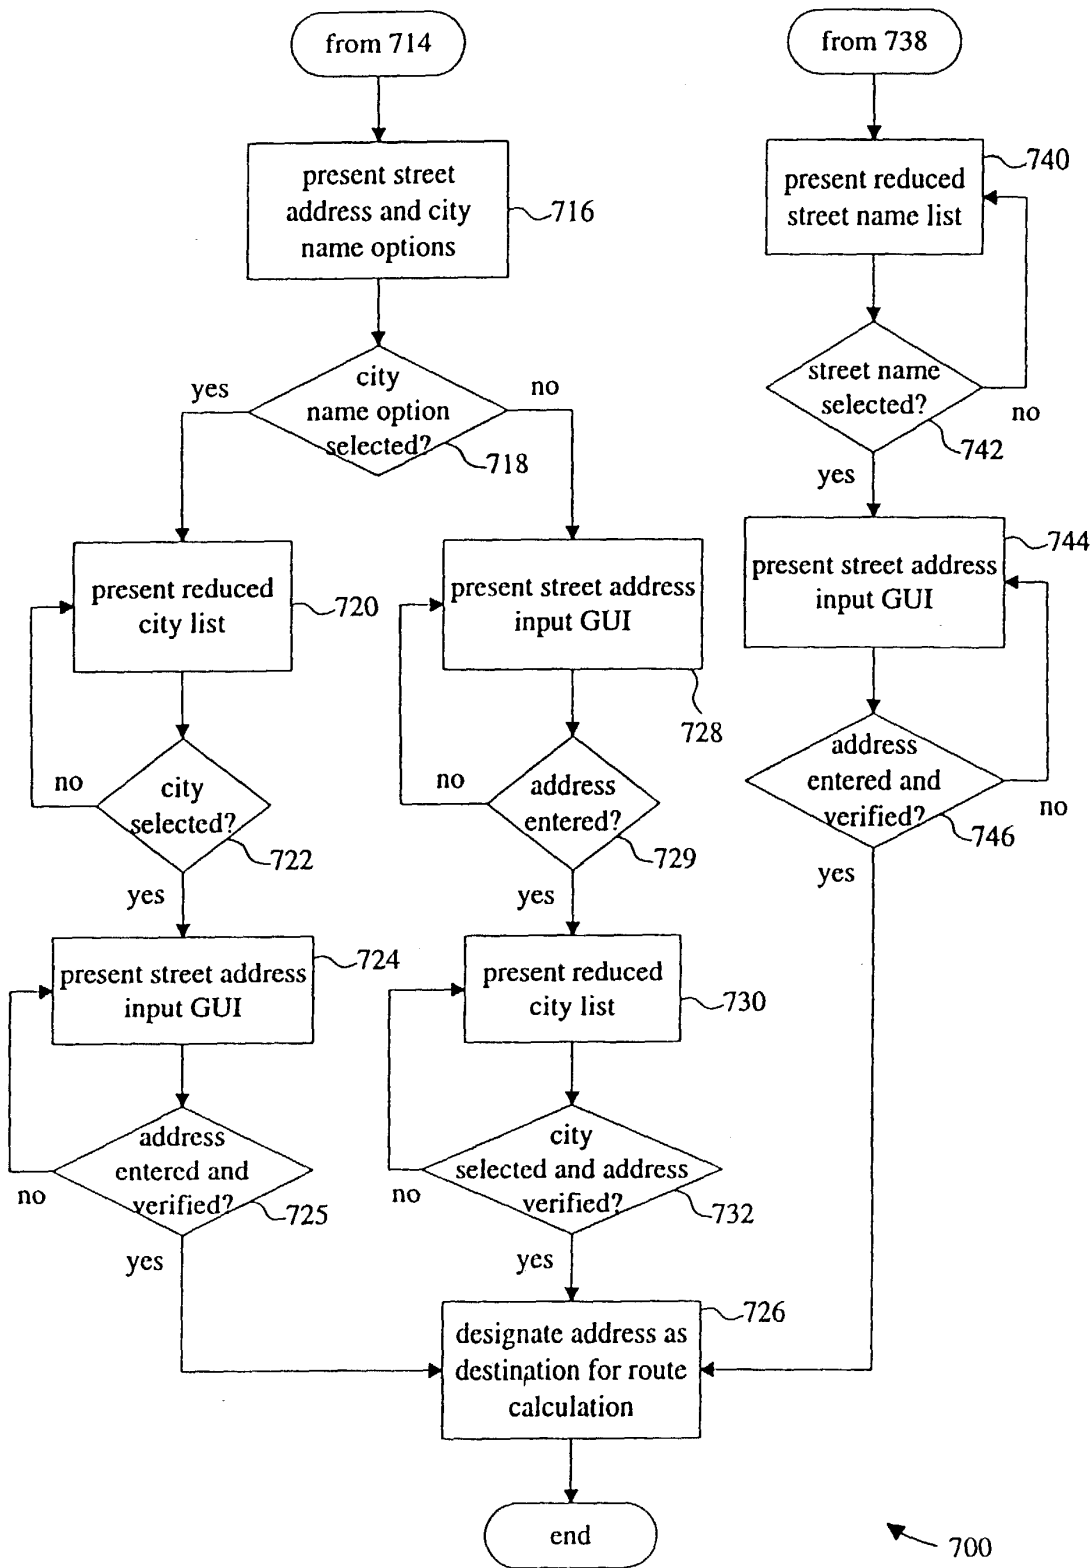 from 714
from 738
present street
address and city
name options
716
present reduced
street name list
740
city
name option
selected?
718
yes
no
street name
selected?
742
no
yes
present reduced
city list
720
present street address
input GUI
728
present street address
input GUI
744
city
selected?
722
no
yes
address
entered?
729
no
yes
address
entered and
verified?
746
no
yes
present street address
input GUI
724
present reduced
city list
730
address
entered and
verified?
725
no
yes
city
selected and address
verified?
732
no
yes
designate address as
destination for route
calculation
726
end
700